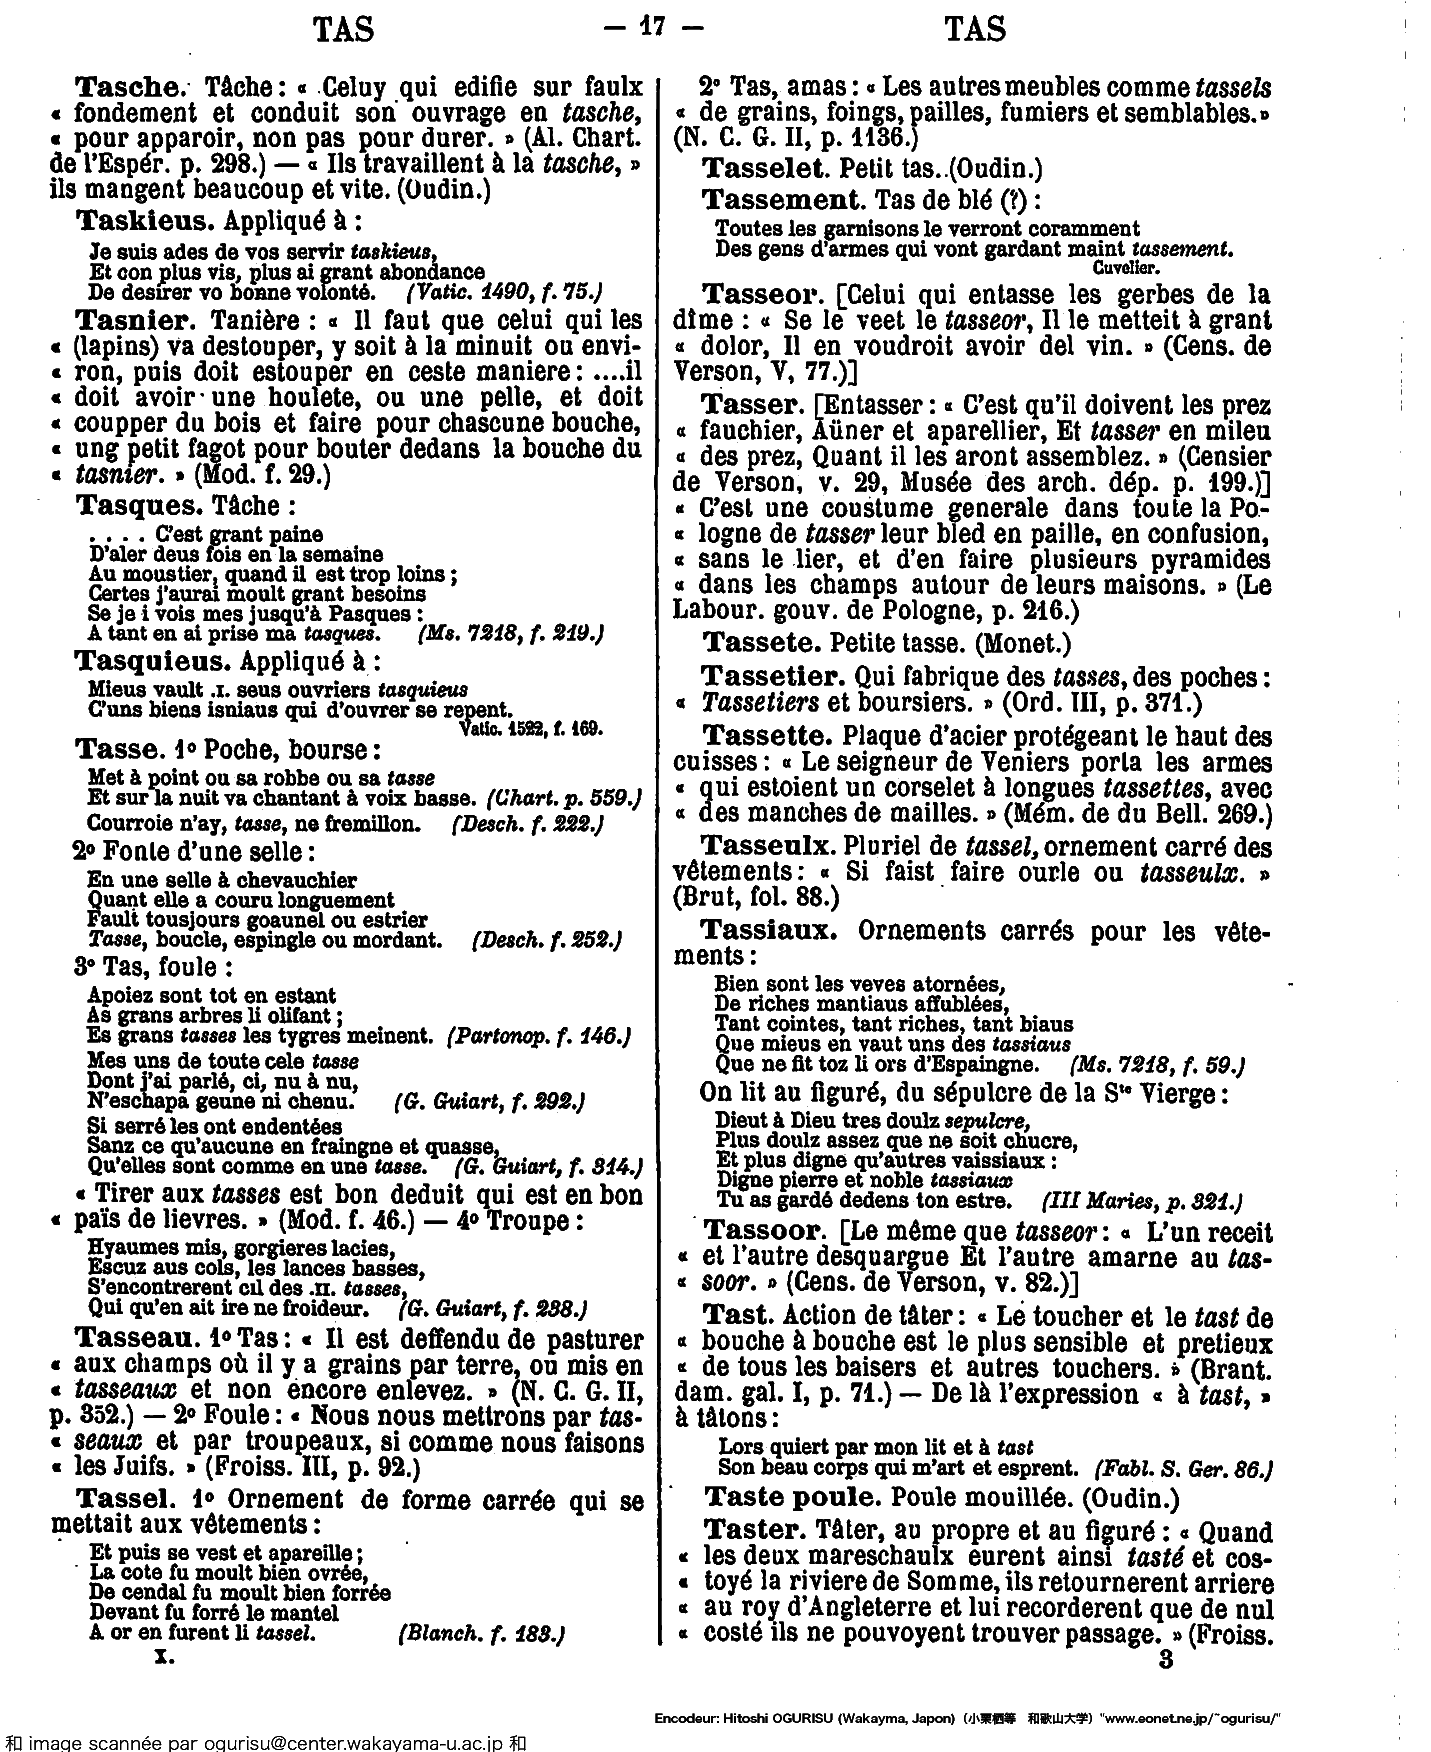 TAS — 17 — TAS
Tasche. Tâche : « Celuy qui edifie sur faulx
« fondement et conduit son ouvrage en tasche,
« pour apparoir, non pas pour durer. » (Al. Chart.
de l'Espér. p. 298.) — « Ils travaillent à la tasche, »
ils mangent beaucoup et vite. (Oudin.)
Taskieus. Appliqué à :
Je suis ades de vos servir taskieus,
Et con plus vis, plus ai grant abondance
De desirer vo bonne volonté. (Vatic. 1490, f. 75.)
Tasnier. Tanière : « Il faut que celui qui les
« (lapins) va destouper, y soit à la minuit ou envi-
« ron, puis doit estouper en ceste maniere : ....il
« doit avoir une houlete, ou une pelle, et doit
« coupper du bois et faire pour chascune bouche,
« ung petit fagot pour bouter dedans la bouche du
« tasnier. » (Mod. f. 29.)
Tasques. Tâche :
. . . . C'est grant paine
D'aler deus fois en la semaine
Au moustier, quand il est trop loins ;
Certes j'aurai moult grant besoins
Se je i vois mes jusqu'à Pasques :
A tant en ai prise ma tasques. (Ms. 7218, f. 219.)
Tasquieus. Appliqué à :
Mieus vault .I. seus ouvriers tasquieus
C'uns biens isniaus qui d'ouvrer se repent.
Vatic. 1522, f. 169.
Tasse. 1º Poche, bourse :
Met à point ou sa robbe ou sa tasse
Et sur la nuit va chantant à voix basse. (Chart. p. 559.)
Courroie n'ay, tasse, ne fremillon. (Desch. f. 222.)
2º Fonte d'une selle :
En une selle à chevauchier
Quant elle a couru longuement
Fault tousjours goaunel ou estrier
Tasse, boucle, espingle ou mordant. (Desch. f. 252.)
3º Tas, foule :
Apoiez sont tot en estant
As grans arbres li olifant ;
Es grans tasses les tygres meinent. (Partonop. f. 146.)
Mes uns de toute cele tasse
Dont j'ai parlé, ci, nu à nu,
N'eschapa geune ni chenu. (G. Guiart, f. 292.)
Si serré les ont endentées
Sanz ce qu'aucune en fraingne et quasse,
Qu'elles sont comme en une tasse. (G. Guiart, f. 314.)
« Tirer aux tasses est bon deduit qui est en bon
« païs de lievres. » (Mod. f. 46.) — 4º Troupe :
Hyaumes mis, gorgieres lacies,
Escuz aus cols, les lances basses,
S'encontrerent cil des .II. tasses,
Qui qu'en ait ire ne froideur. (G. Guiart, f. 238.)
Tasseau. 1º Tas : « Il est deffendu de pasturer
« aux champs où il y a grains par terre, ou mis en
« tasseaux et non encore enlevez. » (N. C. G. II,
p. 352.) — 2º Foule : « Nous nous mettrons par tas-
« seaux et par troupeaux, si comme nous faisons
« les Juifs. » (Froiss. III, p. 92.)
Tassel. 1º Ornement de forme carrée qui se
mettait aux vêtements :
Et puis se vest et apareille ;
La cote fu moult bien ovrée,
De cendal fu moult bien forrée
Devant fu forré le mantel
A or en furent li tassel. (Blanch. f. 183.)
X.
2º Tas, amas : « Les autres meubles comme tassels
« de grains, foings, pailles, fumiers et semblables. »
(N. C. G. II, p. 1136.)
Tasselet. Petit tas. (Oudin.)
Tassement. Tas de blé (?) :
Toutes les garnisons le verront coramment
Des gens d'armes qui vont gardant maint tassement.
Cuvelier.
Tasseor. [Celui qui entasse les gerbes de la
dîme : « Se le veet le tasseor, Il le metteit à grant
« dolor, Il en voudroit avoir del vin. » (Cens. de
Verson, V, 77.)]
Tasser. [Entasser : « C'est qu'il doivent les prez
« fauchier, Aüner et aparellier, Et tasser en mileu
« des prez, Quant il les aront assemblez. » (Censier
de Verson, v. 29, Musée des arch. dép. p. 199.)]
« C'est une coustume generale dans toute la Po-
« logne de tasser leur bled en paille, en confusion,
« sans le lier, et d'en faire plusieurs pyramides
« dans les champs autour de leurs maisons. » (Le
Labour. gouv. de Pologne, p. 216.)
Tassete. Petite tasse. (Monet.)
Tassetier. Qui fabrique des tasses, des poches :
« Tassetiers et boursiers. » (Ord. III, p. 371.)
Tassette. Plaque d'acier protégeant le haut des
cuisses : « Le seigneur de Veniers porta les armes
« qui estoient un corselet à longues tassettes, avec
« des manches de mailles. » (Mém. de du Bell. 269.)
Tasseulx. Pluriel de tassel, ornement carré des
vêtements : « Si faist faire ourle ou tasseulx. »
(Brut, fol. 88.)
Tassiaux. Ornements carrés pour les vête-
ments :
Bien sont les veves atornées,
De riches mantiaus affublées,
Tant cointes, tant riches, tant biaus
Que mieus en vaut uns des tassiaus
Que ne fit toz li ors d'Espaingne. (Ms. 7218, f. 59.)
On lit au figuré, du sépulcre de la Sᵗᵉ Vierge :
Dieut à Dieu tres doulz sepulcre,
Plus doulz assez que ne soit chucre,
Et plus digne qu'autres vaissiaux :
Digne pierre et noble tassiaux
Tu as gardé dedens ton estre. (III Maries, p. 321.)
Tassoor. [Le même que tasseor : « L'un receit
« et l'autre desquargue Et l'autre amarne au tas-
« soor. » (Cens. de Verson, v. 82.)]
Tast. Action de tâter : « Le toucher et le tast de
« bouche à bouche est le plus sensible et pretieux
« de tous les baisers et autres touchers. » (Brant.
dam. gal. I, p. 71.) — De là l'expression « à tast, »
à tâtons :
Lors quiert par mon lit et à tast
Son beau corps qui m'art et esprent. (Fabl. S. Ger. 86.)
Taste poule. Poule mouillée. (Oudin.)
Taster. Tâter, au propre et au figuré : « Quand
« les deux mareschaulx eurent ainsi tasté et cos-
« toyé la riviere de Somme, ils retournerent arriere
« au roy d'Angleterre et lui recorderent que de nul
« costé ils ne pouvoyent trouver passage. » (Froiss.
3
Encodeur: Hitoshi OGURISU (Wakayma, Japon) (小栗栖等 和歌山大学) "www.eonet.ne.jp/~ogurisu/"
和 image scannée par ogurisu@center.wakayama-u.ac.jp 和